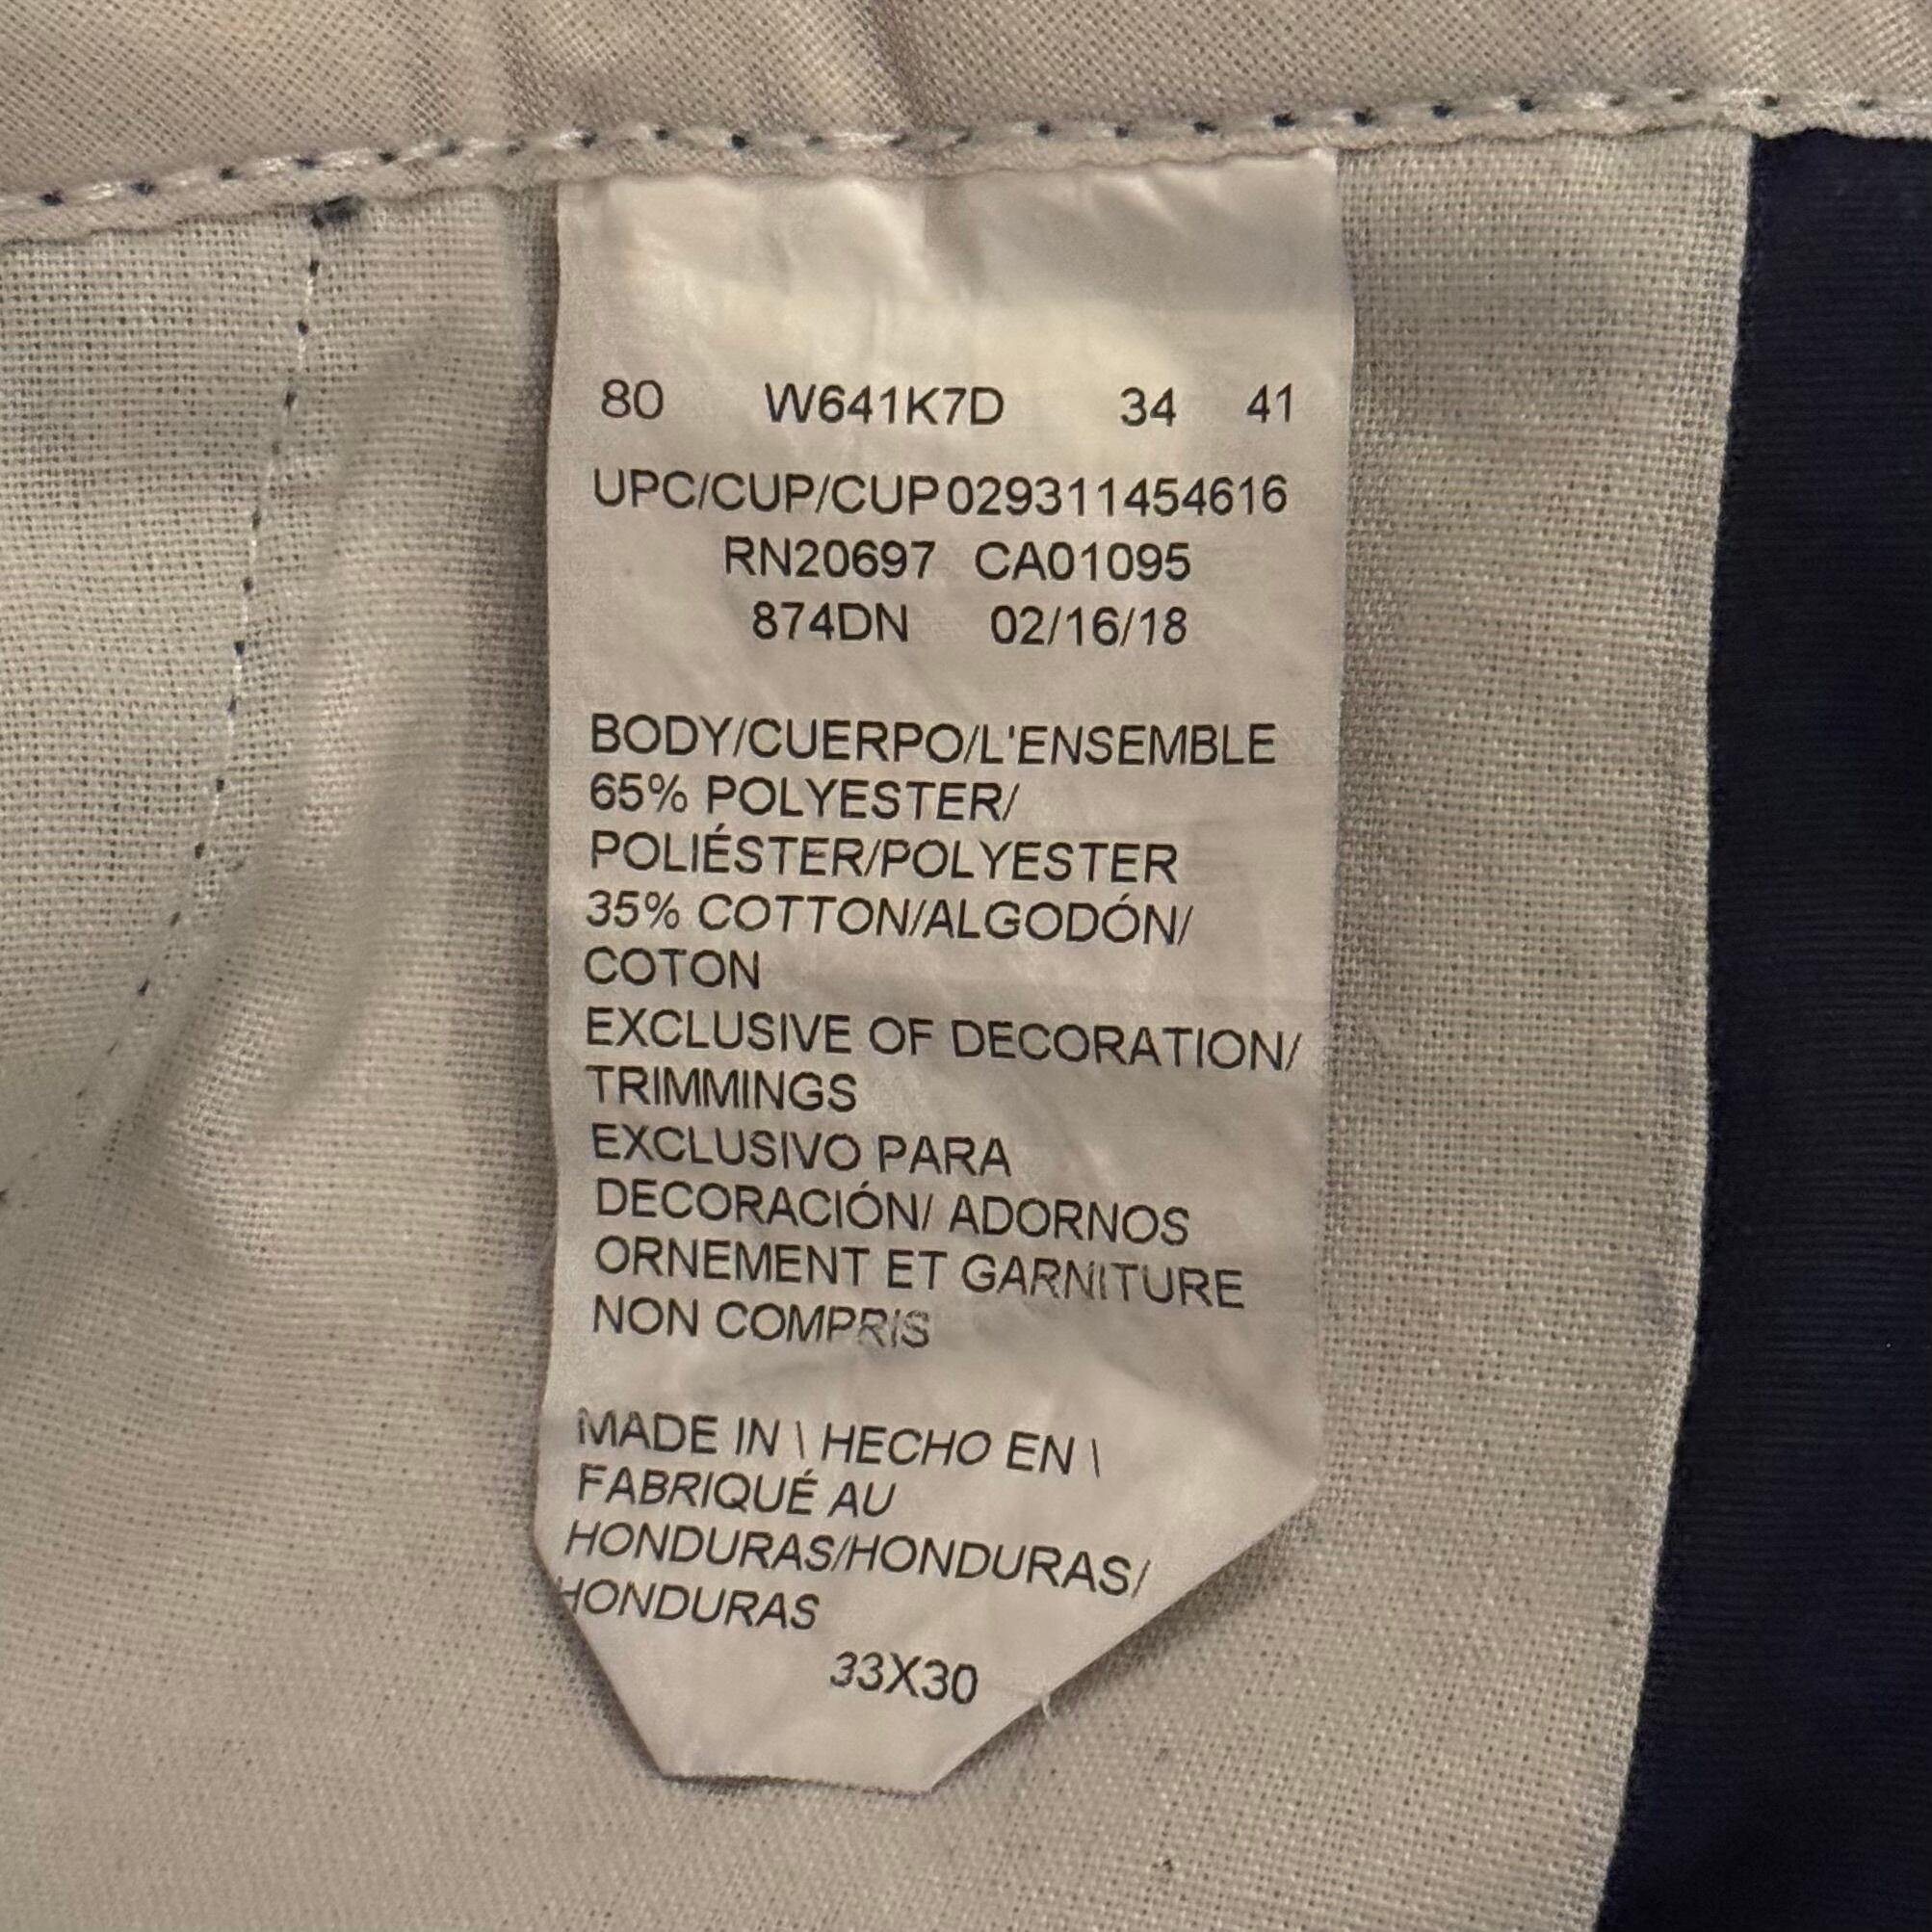 80 W641K7D 34 41
UPC/CUP/CUP029311454616
RN20697 CA01095
874DN 02/16/18
BODY/CUERPO/L'ENSEMBLE
65% POLYESTER/
POLIÉSTER/POLYESTER
35% COTTON/ALGODÓN/
COTON
EXCLUSIVE OF DECORATION/
TRIMMINGS
EXCLUSIVO PARA
DECORACIÓN/ ADORNOS
ORNEMENT ET GARNITURE
NON COMPRIS
MADE IN \ HECHO EN \
FABRIQUÉ AU
HONDURAS/HONDURAS/
HONDURAS
33X30